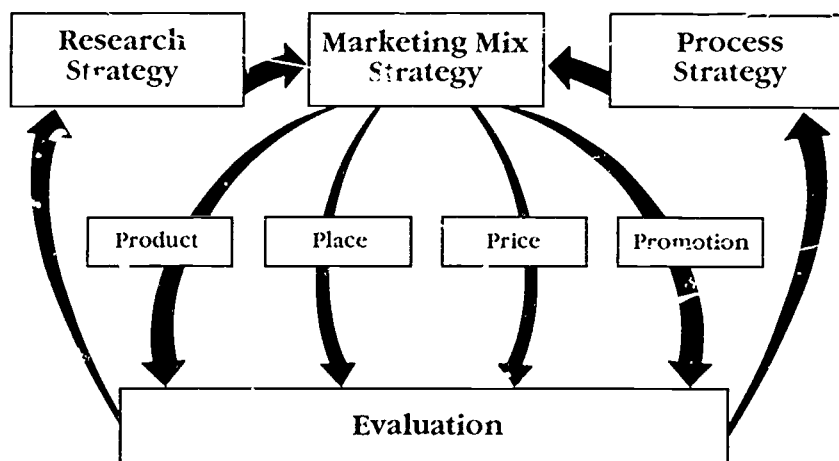 Research
Strategy
Marketing Mix
Strategy
Process
Strategy
Product
Place
Price
Promotion
Evaluation